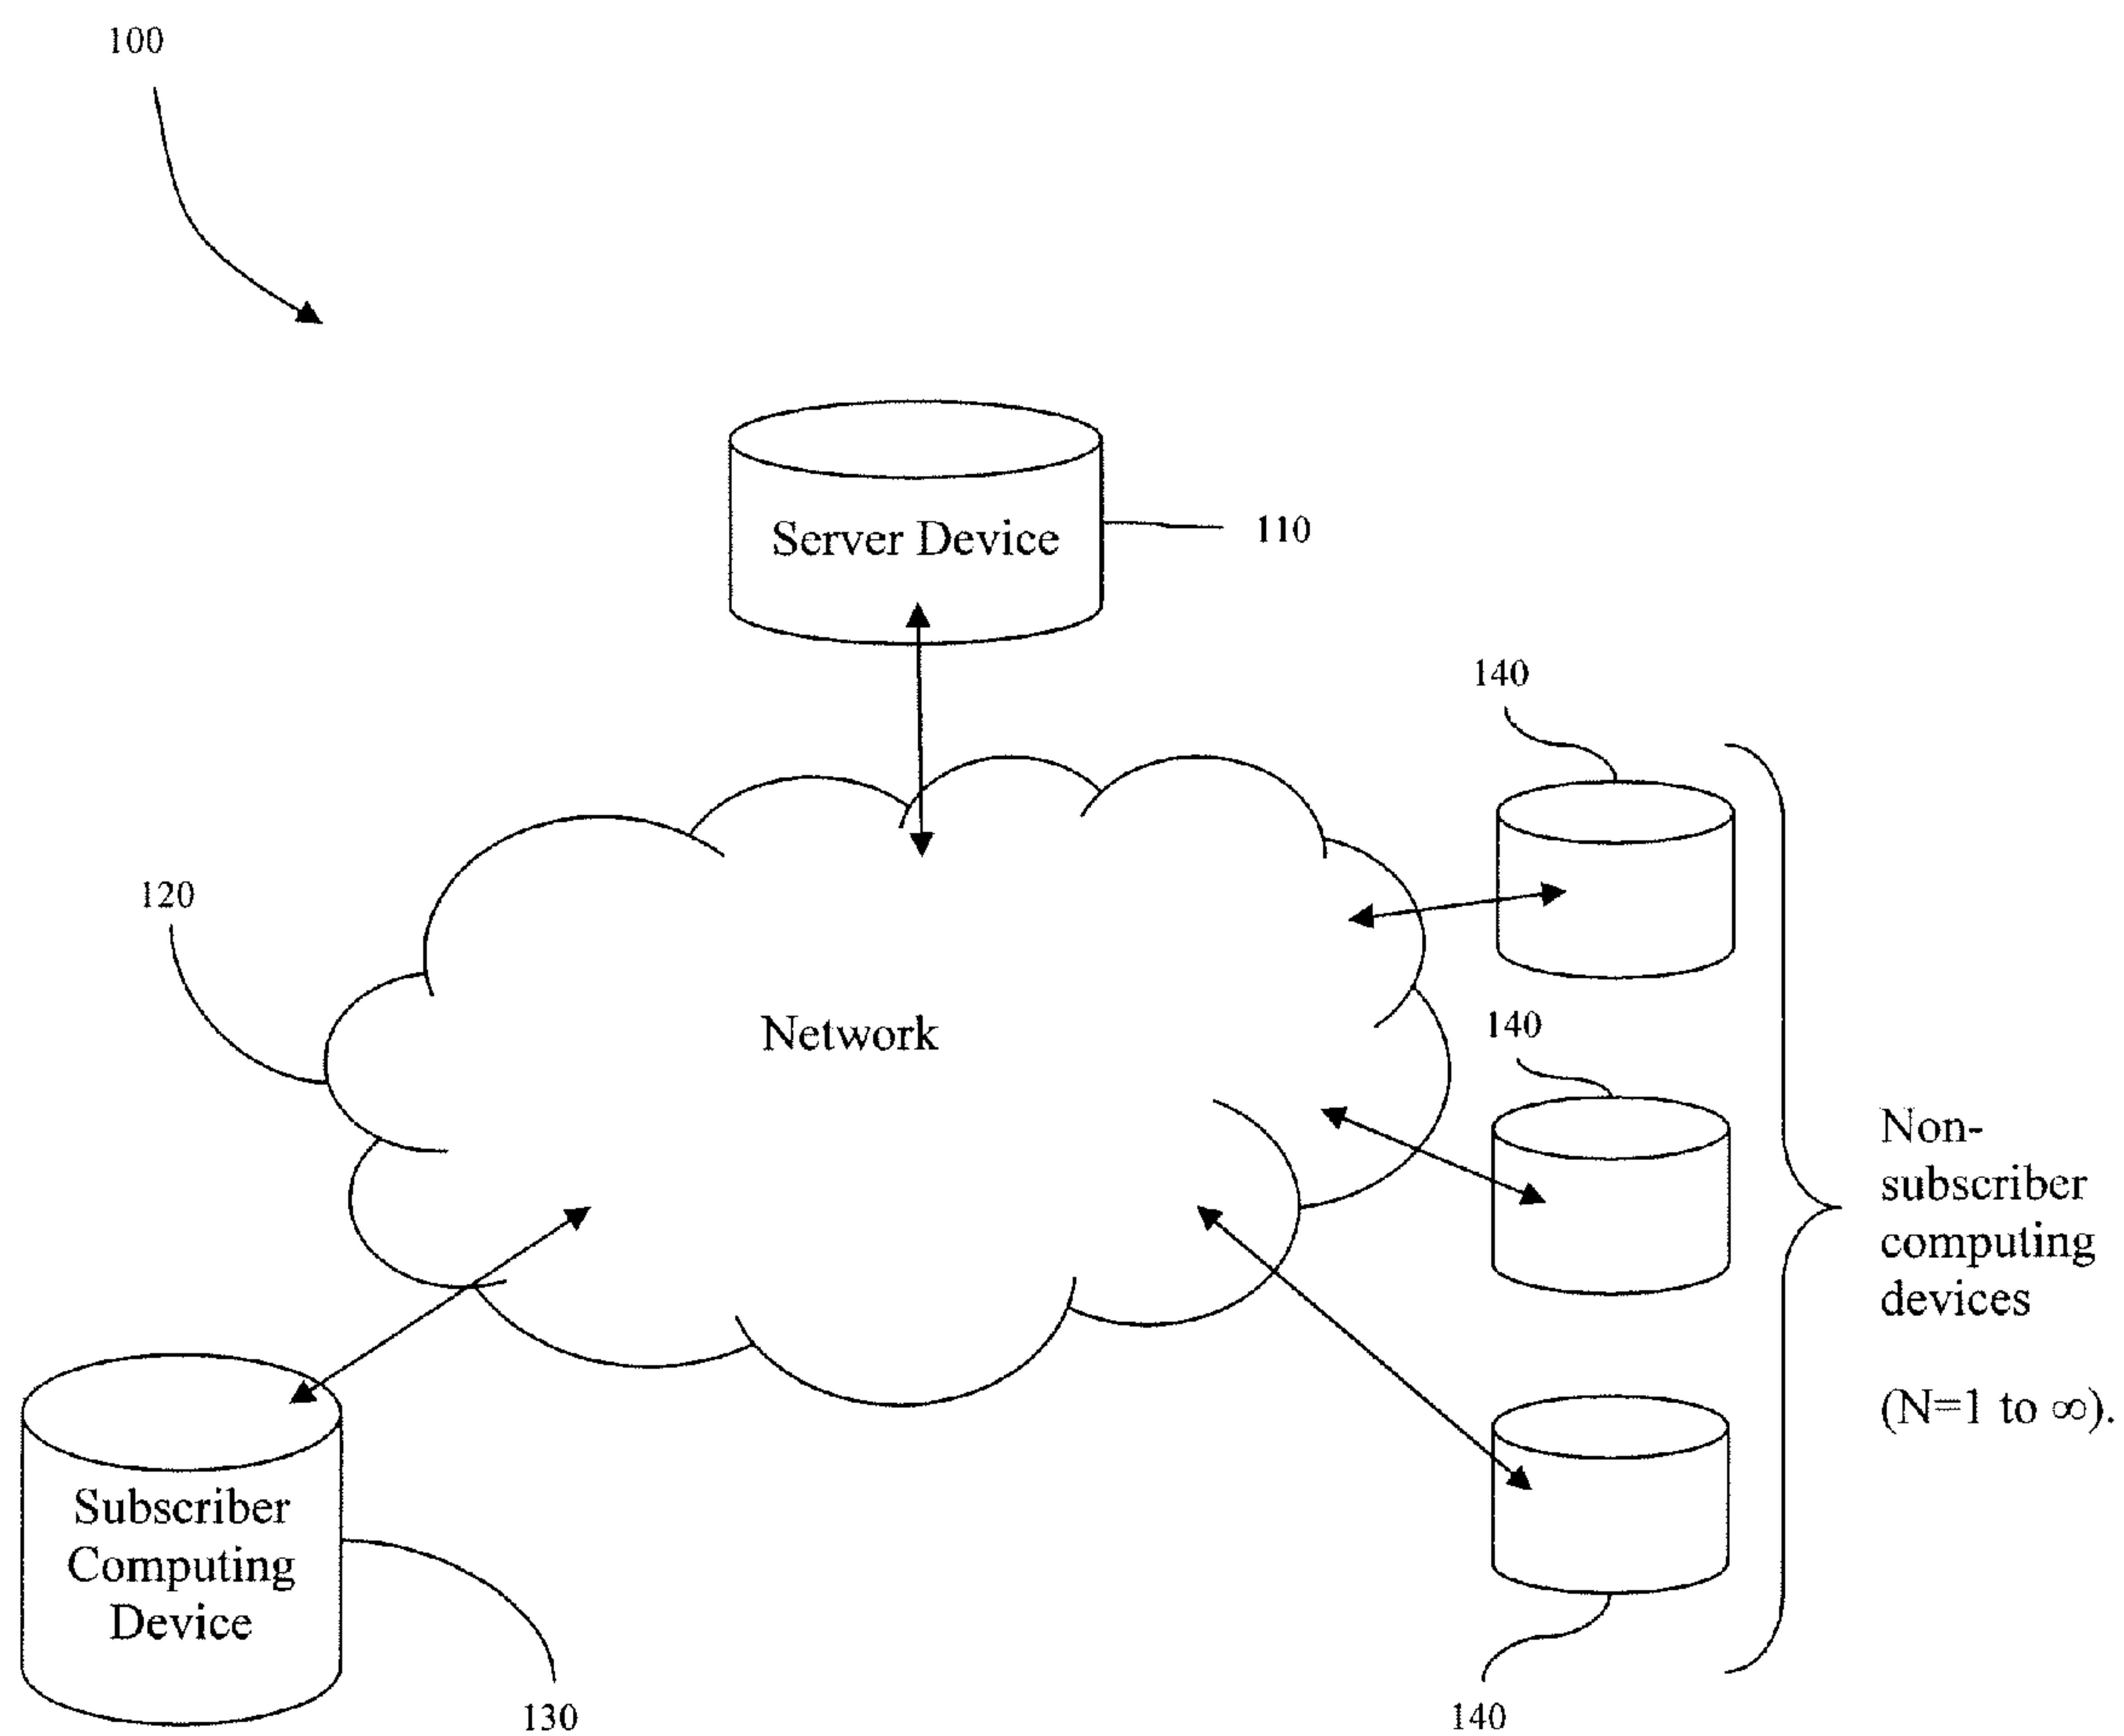 100
Server Device
110
140
120
Network
140
Non-
subscriber
computing
devices
(N=1 to ∞).
Subscriber
Computing
Device
130
140